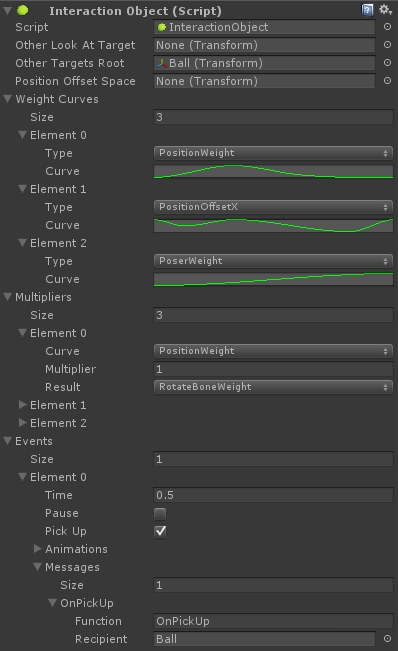 Interaction Object (Script)
Script InteractionObject
Other Look At Target None (Transform)
Other Targets Root Ball (Transform)
Position Offset Space None (Transform)
Weight Curves
Size 3
Element 0
Type PositionWeight
Curve
Element 1
Type PositionOffsetX
Curve
Element 2
Type PoserWeight
Curve
Multipliers
Size 3
Element 0
Curve PositionWeight
Multiplier 1
Result RotateBoneWeight
Element 1
Element 2
Events
Size 1
Element 0
Time 0.5
Pause
Pick Up
Animations
Messages
Size 1
OnPickUp
Function OnPickUp
Recipient Ball